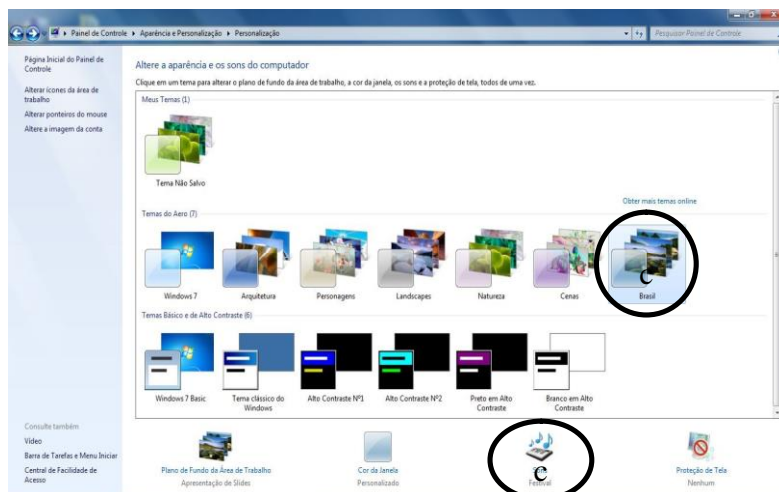 Painel de Controle ▸ Aparência e Personalização ▸ Personalização
Pesquisar Painel de Controle
Página Inicial do Painel de
Controle
Alterar ícones da área de
trabalho
Alterar ponteiros do mouse
Altere a imagem da conta
Altere a aparência e os sons do computador
Clique em um tema para alterar o plano de fundo da área de trabalho, a cor da janela, os sons e a proteção de tela, todos de uma vez.
Meus Temas (1)
Tema Não Salvo
Obter mais temas online
Temas do Aero (7)
C
Windows 7 Arquitetura Personagens Landscapes Natureza Cenas Brasil
Temas Básico e de Alto Contraste (6)
Windows 7 Basic Tema clássico do Windows Alto Contraste Nº1 Alto Contraste Nº2 Preto em Alto Contraste Branco em Alto Contraste
Consulte também
Vídeo
Barra de Tarefas e Menu Iniciar
Central de Facilidade de
Acesso
Plano de Fundo da Área de Trabalho Cor da Janela Proteção de Tela
C
Apresentação de Slides Personalizado Festival Nenhum